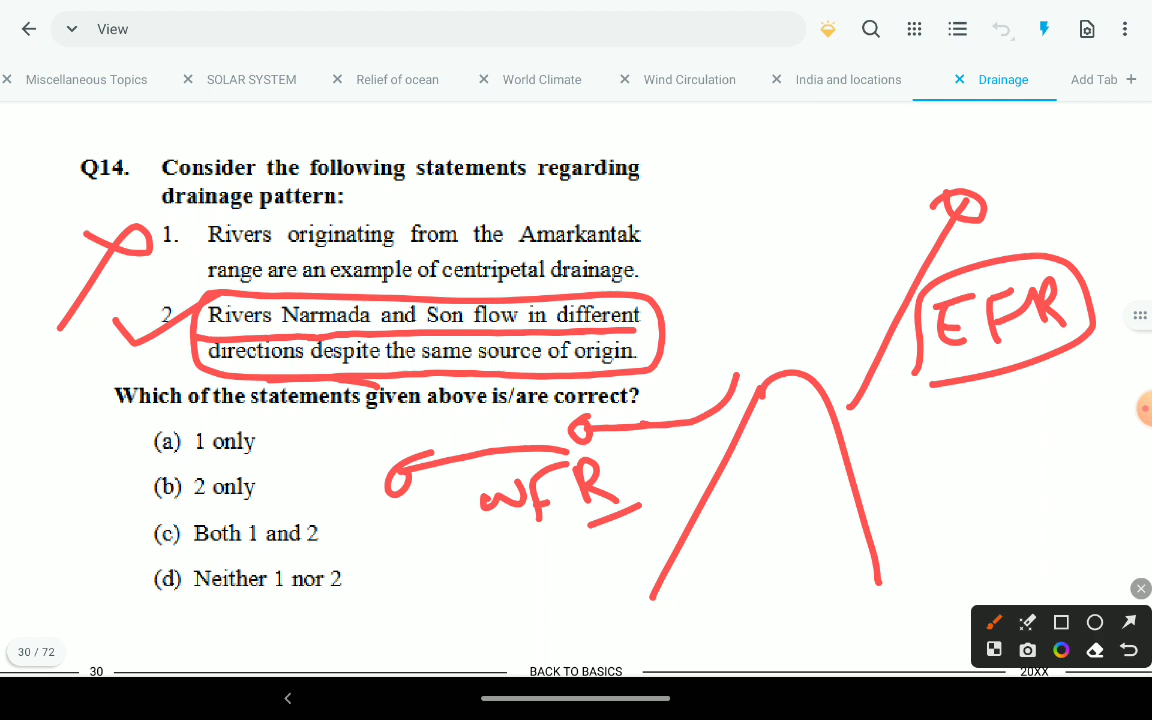 View
Miscellaneous Topics
SOLAR SYSTEM
Relief of ocean
World Climate
Wind Circulation
India and locations
Drainage
Add Tab +
Q14. Consider the following statements regarding
drainage pattern:
1. Rivers originating from the Amarkantak
range are an example of centripetal drainage.
2 Rivers Narmada and Son flow in different
directions despite the same source of origin.
Which of the statements given above is/are correct?
(a) 1 only
(b) 2 only
(c) Both 1 and 2
(d) Neither 1 nor 2
EFR
WFR
30 / 72
30
BACK TO BASICS
20XX